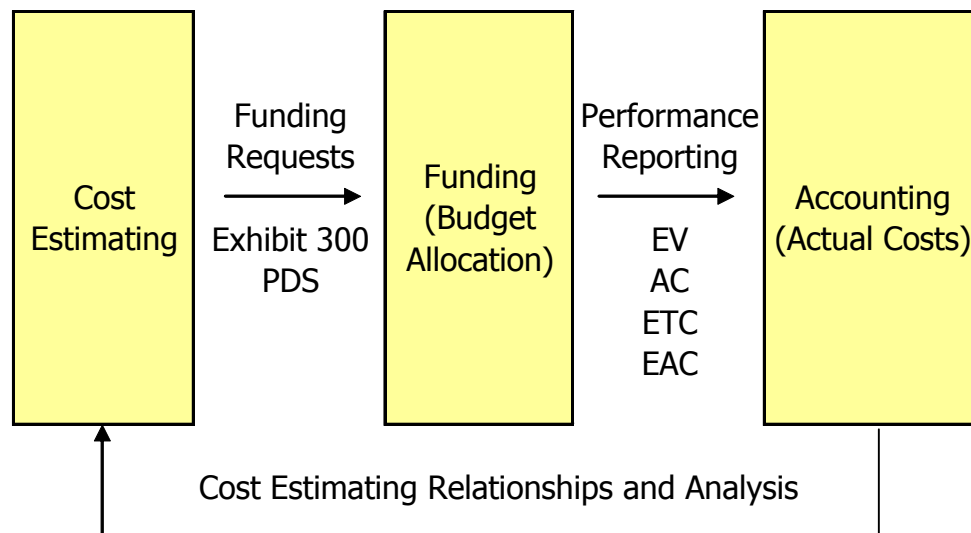 Cost
Estimating
Funding
Requests
Exhibit 300
PDS
Funding
(Budget
Allocation)
Performance
Reporting
EV
AC
ETC
EAC
Accounting
(Actual Costs)
Cost Estimating Relationships and Analysis